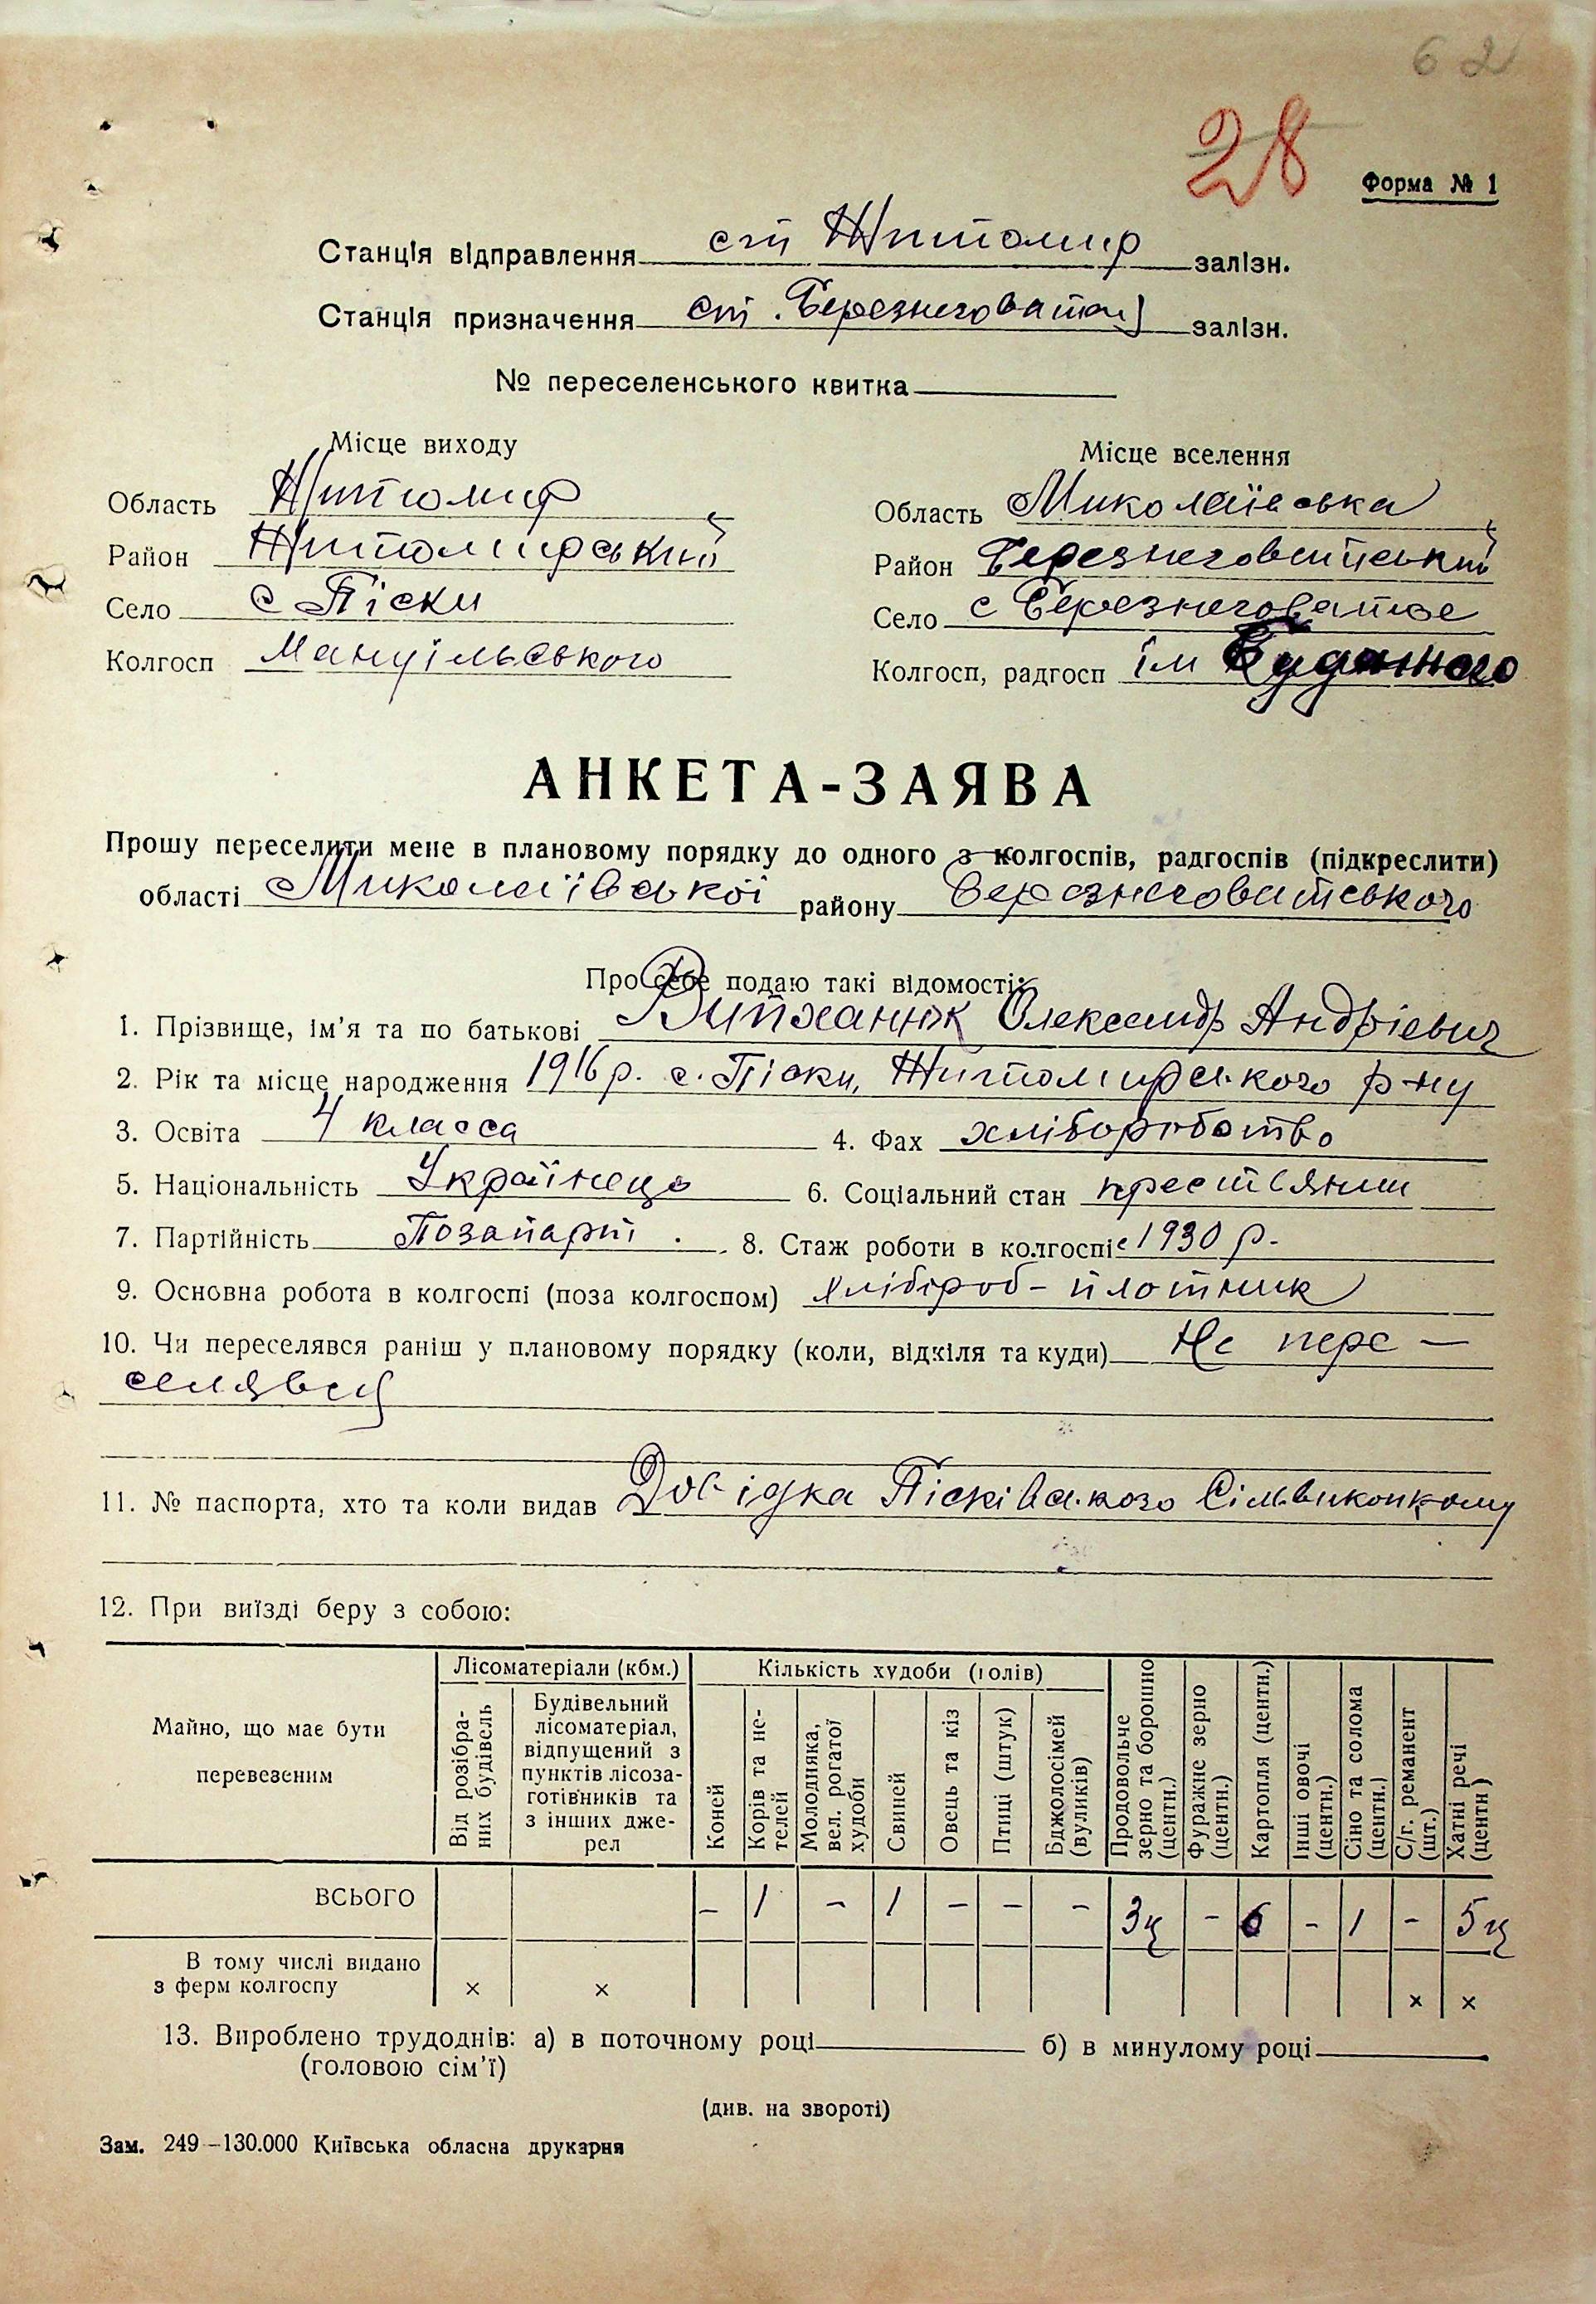 62
28
Форма № 1
Станція відправлення ст Житомир залізн.
Станція призначення ст. Березнеговатая залізн.
№ переселенського квитка
Місце виходу
Місце вселення
Область Житомир
Область Миколаївська
Район Житомирський
Район Березнеговатський
Село с Піски
Село с Березнеговатое
Колгосп Мануїльського
Колгосп, радгосп ім Будьоного
АНКЕТА-ЗАЯВА
Прошу переселити мене в плановому порядку до одного з колгоспів, радгоспів (підкреслити)
області Миколаївської району Березнеговатського
Про себе подаю такі відомості:
1. Прізвище, ім'я та по батькові Олександр Андрієвич
2. Рік та місце народження 1916 р. с. Піски, Житомирського р-ну
3. Освіта 4 класса 4. Фах хліборобство
5. Національність Українець 6. Соціальний стан крестьянин
7. Партійність Позапарт. 8. Стаж роботи в колгоспі с 1930 р.
9. Основна робота в колгоспі (поза колгоспом) хлібороб - плотник
10. Чи переселявся раніш у плановому порядку (коли, відкіля та куди) Не пере-
селявся
11. № паспорта, хто та коли видав Довідка Пісківського Сільвиконкому
12. При виїзді беру з собою:
Майно, що має бути перевезеним
Лісоматеріали (кбм.)
Кількість худоби (голів)
Від розібраних будівель
Будівельний лісоматеріал, відпущений з пунктів лісозаготівників та з інших джерел
Коней
Корів та нетелей
Молодняка, вел. рогатої худоби
Свиней
Овець та кіз
Птиці (штук)
Бджолосімей (вуликів)
Продовольче зерно та борошно (центн.)
Фуражне зерно (центн.)
Картопля (центн.)
Інші овочі (центн.)
Сіно та солома (центн.)
С/г. реманент (шт.)
Хатні речі (центн)
ВСЬОГО - 1 - 1 - - - 3ц - 6 - 1 - 5ц
В тому числі видано
з ферм колгоспу × × × ×
13. Вироблено трудоднів: а) в поточному році б) в минулому році
(головою сім'ї)
(див. на звороті)
Зам. 249-130.000 Київська обласна друкарня